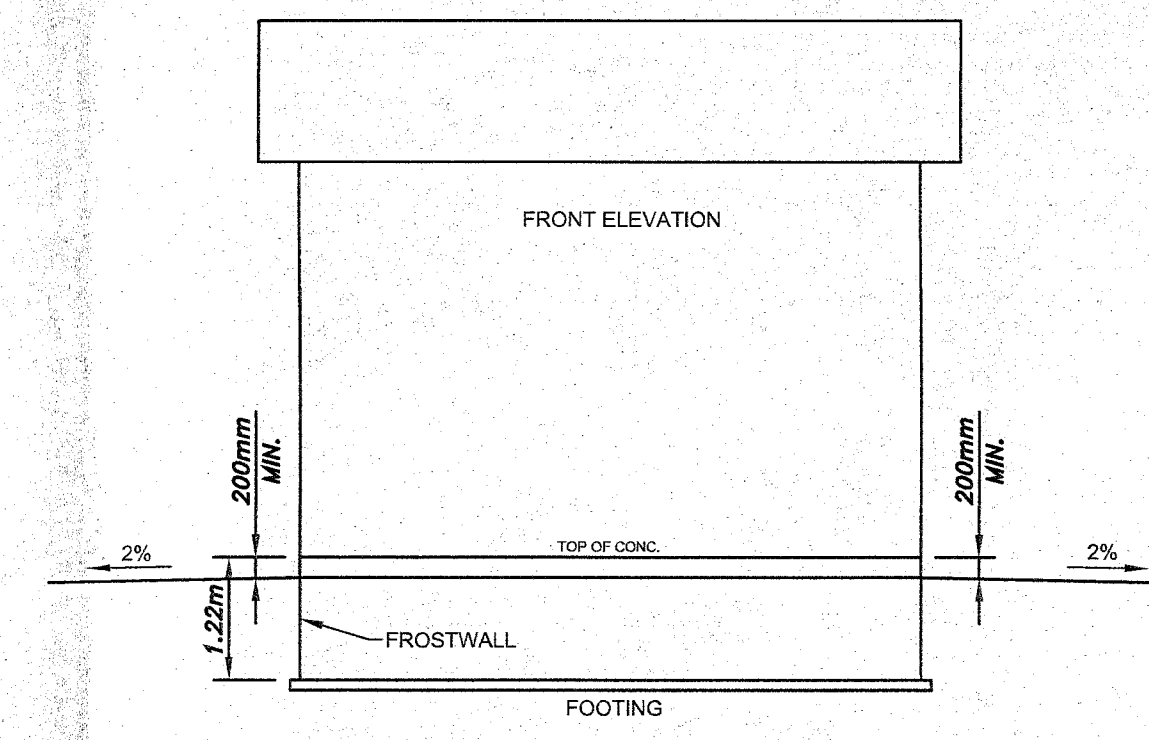 FRONT ELEVATION
200mm
MIN.
200mm
MIN.
TOP OF CONC.
2%
2%
1.22m
FROSTWALL
FOOTING